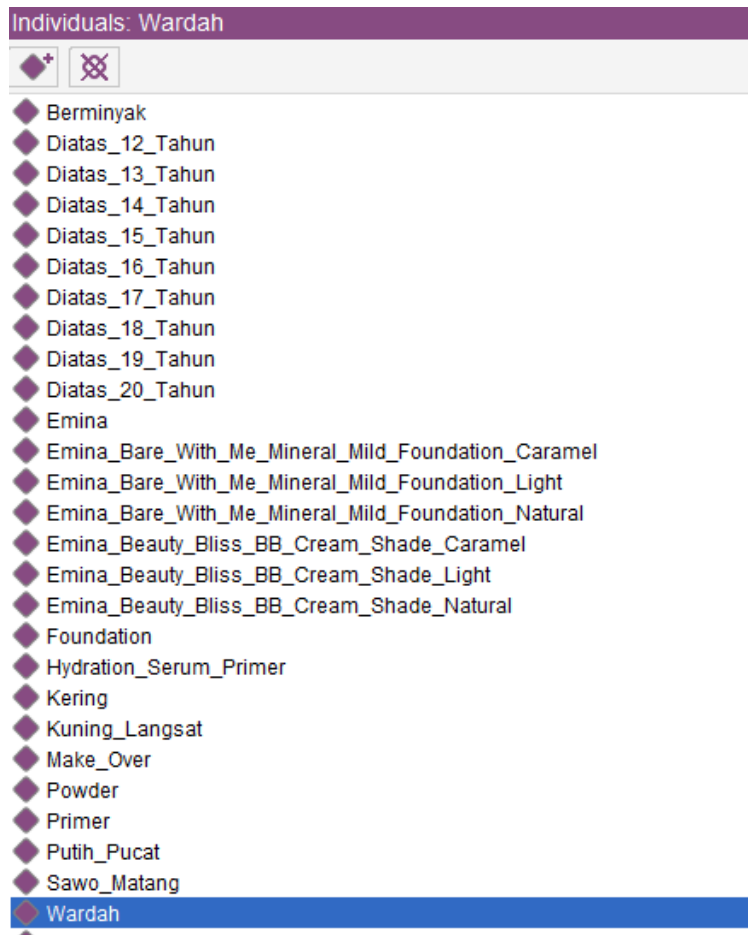 Individuals: Wardah
Berminyak
Diatas_12_Tahun
Diatas_13_Tahun
Diatas_14_Tahun
Diatas_15_Tahun
Diatas_16_Tahun
Diatas_17_Tahun
Diatas_18_Tahun
Diatas_19_Tahun
Diatas_20_Tahun
Emina
Emina_Bare_With_Me_Mineral_Mild_Foundation_Caramel
Emina_Bare_With_Me_Mineral_Mild_Foundation_Light
Emina_Bare_With_Me_Mineral_Mild_Foundation_Natural
Emina_Beauty_Bliss_BB_Cream_Shade_Caramel
Emina_Beauty_Bliss_BB_Cream_Shade_Light
Emina_Beauty_Bliss_BB_Cream_Shade_Natural
Foundation
Hydration_Serum_Primer
Kering
Kuning_Langsat
Make_Over
Powder
Primer
Putih_Pucat
Sawo_Matang
Wardah